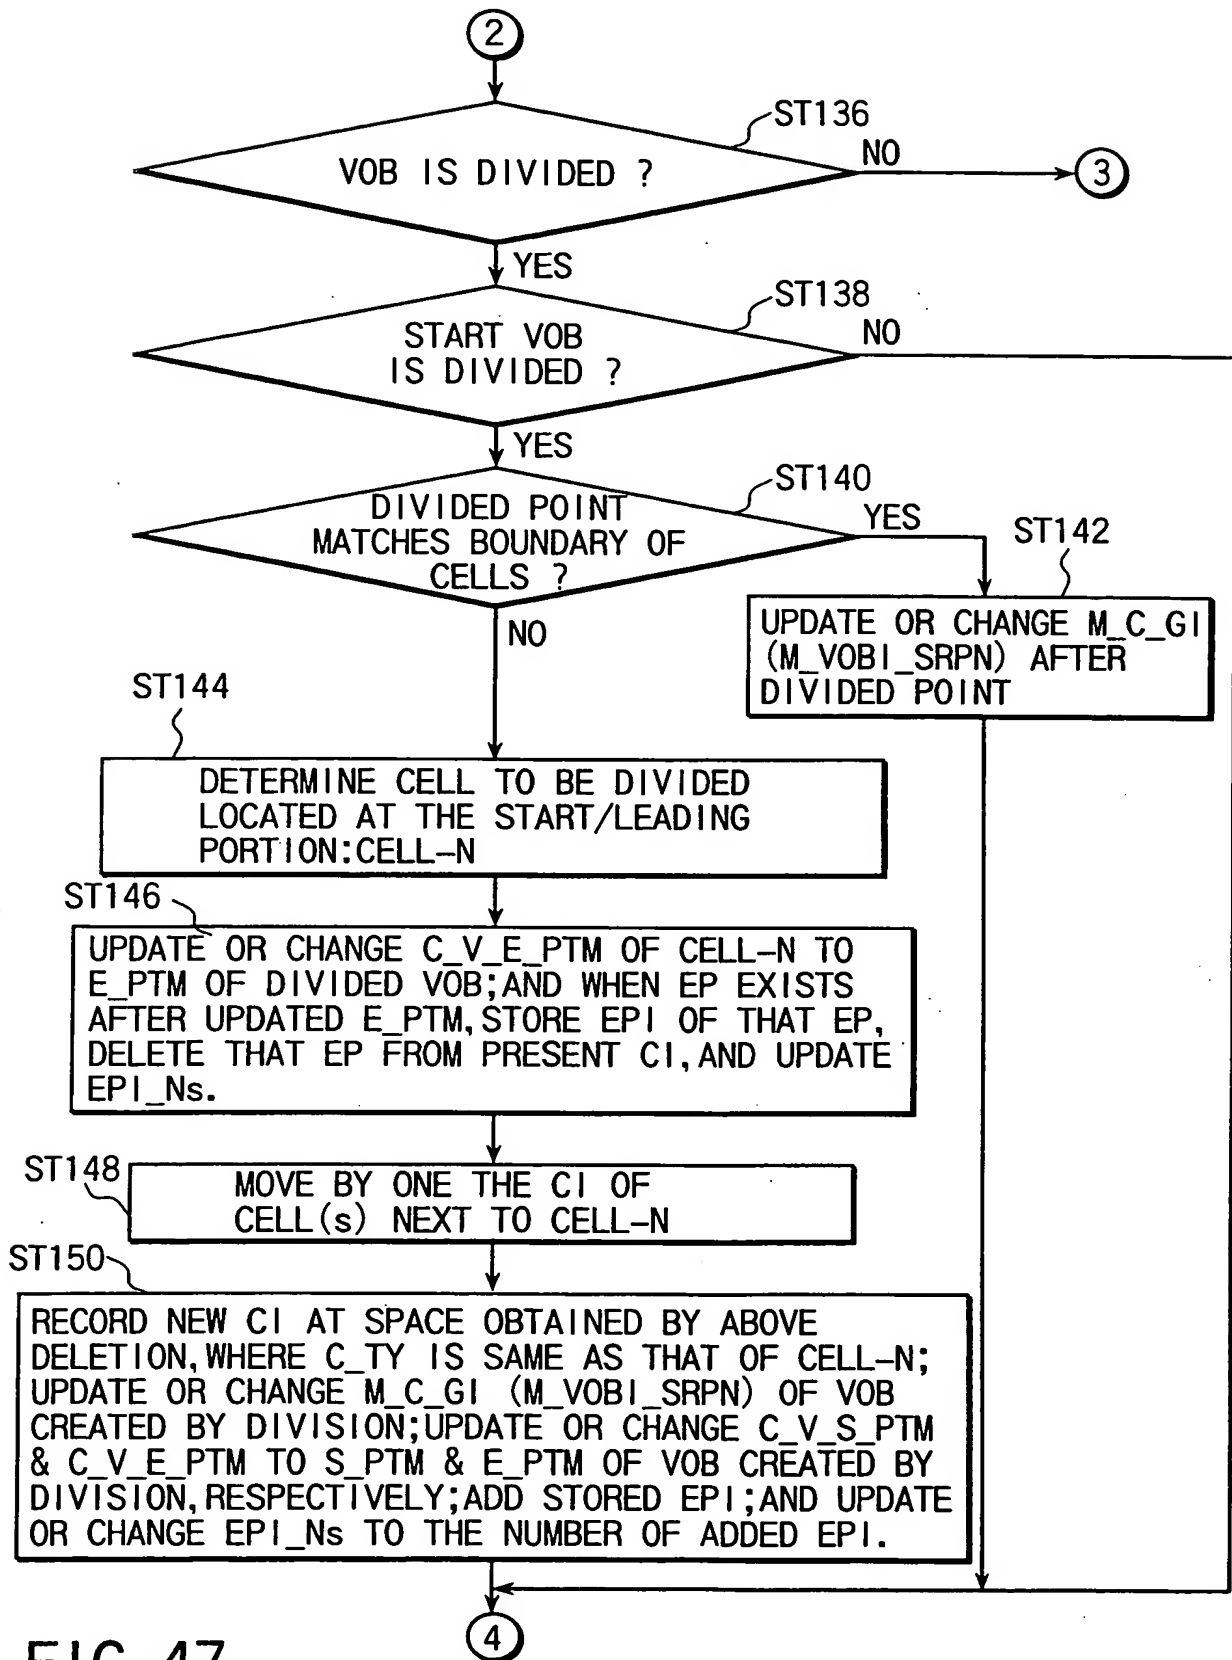 2
ST136
VOB IS DIVIDED ?
NO
3
YES
ST138
START VOB
IS DIVIDED ?
NO
YES
ST140
DIVIDED POINT
MATCHES BOUNDARY OF
CELLS ?
YES
ST142
NO
UPDATE OR CHANGE M_C_GI
(M_VOBI_SRPN) AFTER
DIVIDED POINT
ST144
DETERMINE CELL TO BE DIVIDED
LOCATED AT THE START/LEADING
PORTION:CELL-N
ST146
UPDATE OR CHANGE C_V_E_PTM OF CELL-N TO
E_PTM OF DIVIDED VOB;AND WHEN EP EXISTS
AFTER UPDATED E_PTM,STORE EPI OF THAT EP,
DELETE THAT EP FROM PRESENT CI,AND UPDATE
EPI_Ns.
ST148
MOVE BY ONE THE CI OF
CELL(s) NEXT TO CELL-N
ST150
RECORD NEW CI AT SPACE OBTAINED BY ABOVE
DELETION,WHERE C_TY IS SAME AS THAT OF CELL-N;
UPDATE OR CHANGE M_C_GI (M_VOBI_SRPN) OF VOB
CREATED BY DIVISION;UPDATE OR CHANGE C_V_S_PTM
& C_V_E_PTM TO S_PTM & E_PTM OF VOB CREATED BY
DIVISION,RESPECTIVELY;ADD STORED EPI;AND UPDATE
OR CHANGE EPI_Ns TO THE NUMBER OF ADDED EPI.
4
FIG. 47